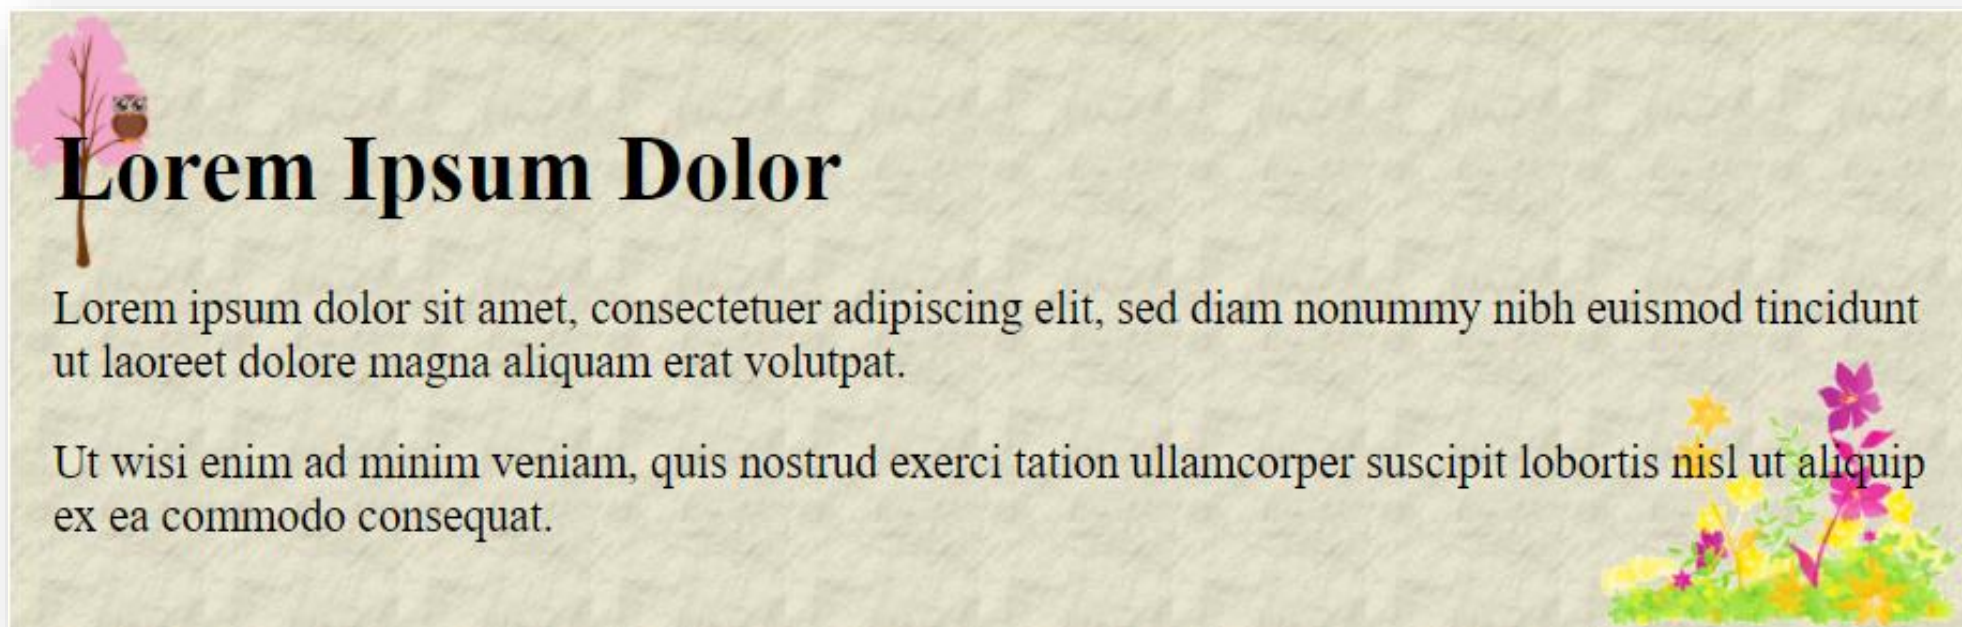 Lorem Ipsum Dolor
Lorem ipsum dolor sit amet, consectetuer adipiscing elit, sed diam nonummy nibh euismod tincidunt
ut laoreet dolore magna aliquam erat volutpat.
Ut wisi enim ad minim veniam, quis nostrud exerci tation ullamcorper suscipit lobortis nisl ut aliquip
ex ea commodo consequat.